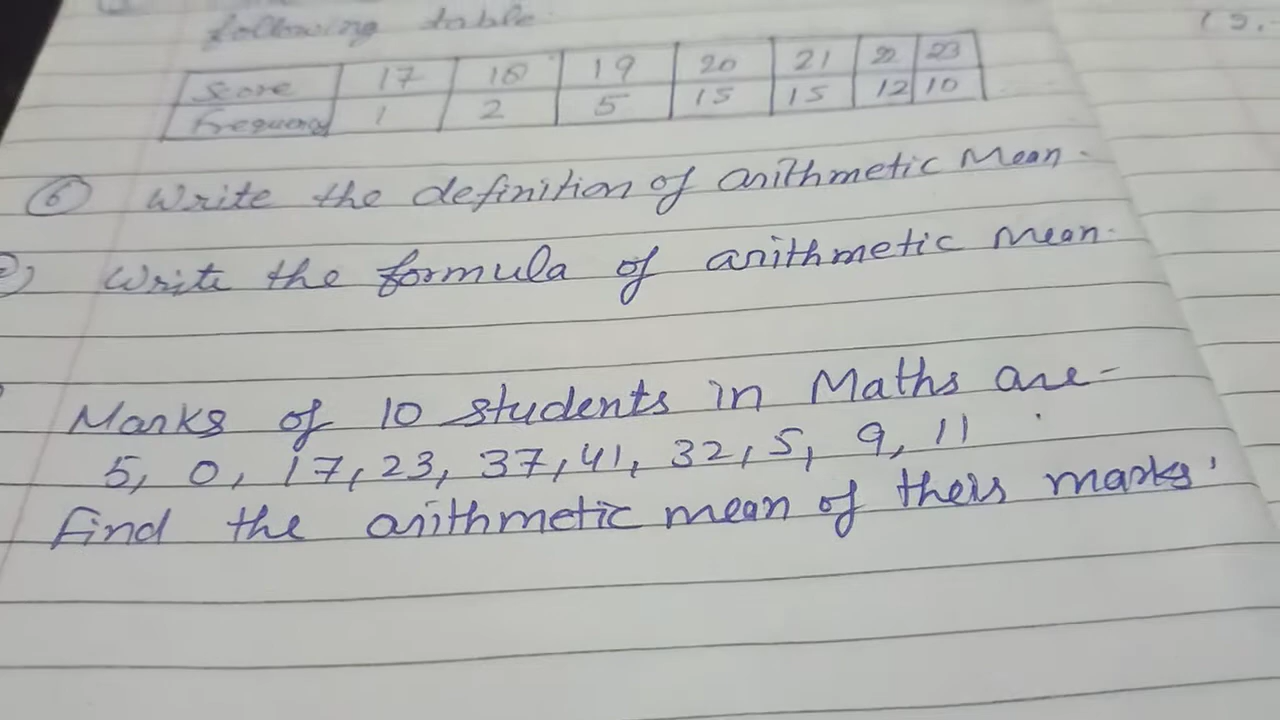 following table
Score 17 18 19 20 21 22 23
Frequency 1 2 5 15 15 12 10
⑥ Write the definition of arithmetic Mean.
Write the formula of arithmetic mean.
Marks of 10 students in Maths are-
5, 0, 17, 23, 37, 41, 32, 5, 9, 11
find the arithmetic mean of theis marks.